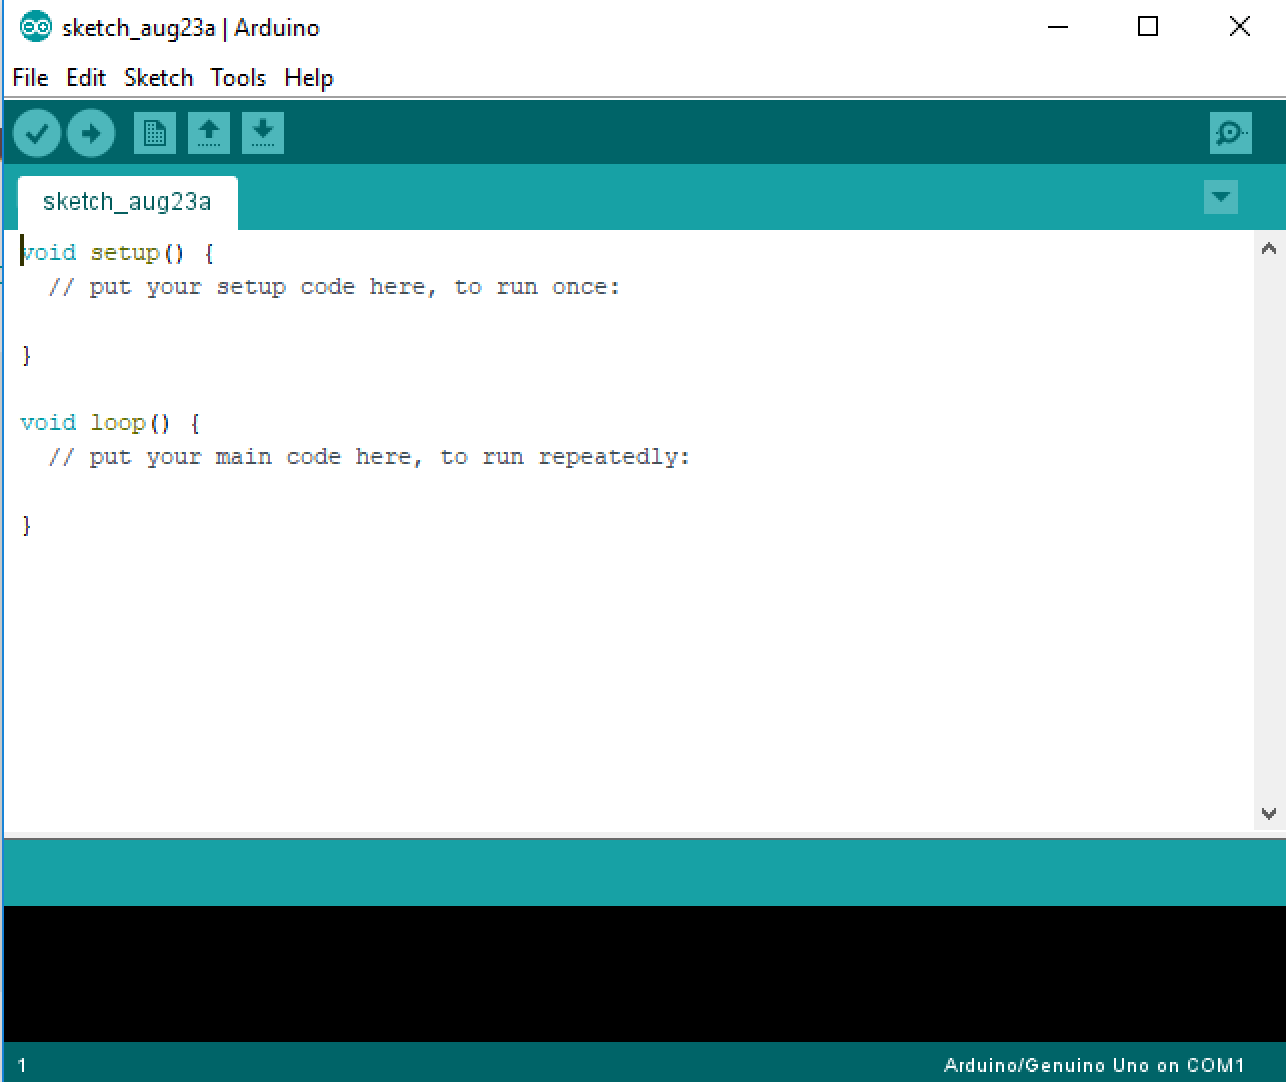 sketch_aug23a | Arduino
File Edit Sketch Tools Help
sketch_aug23a
void setup() {
  // put your setup code here, to run once:
}
void loop() {
  // put your main code here, to run repeatedly:
}
1 Arduino/Genuino Uno on COM1